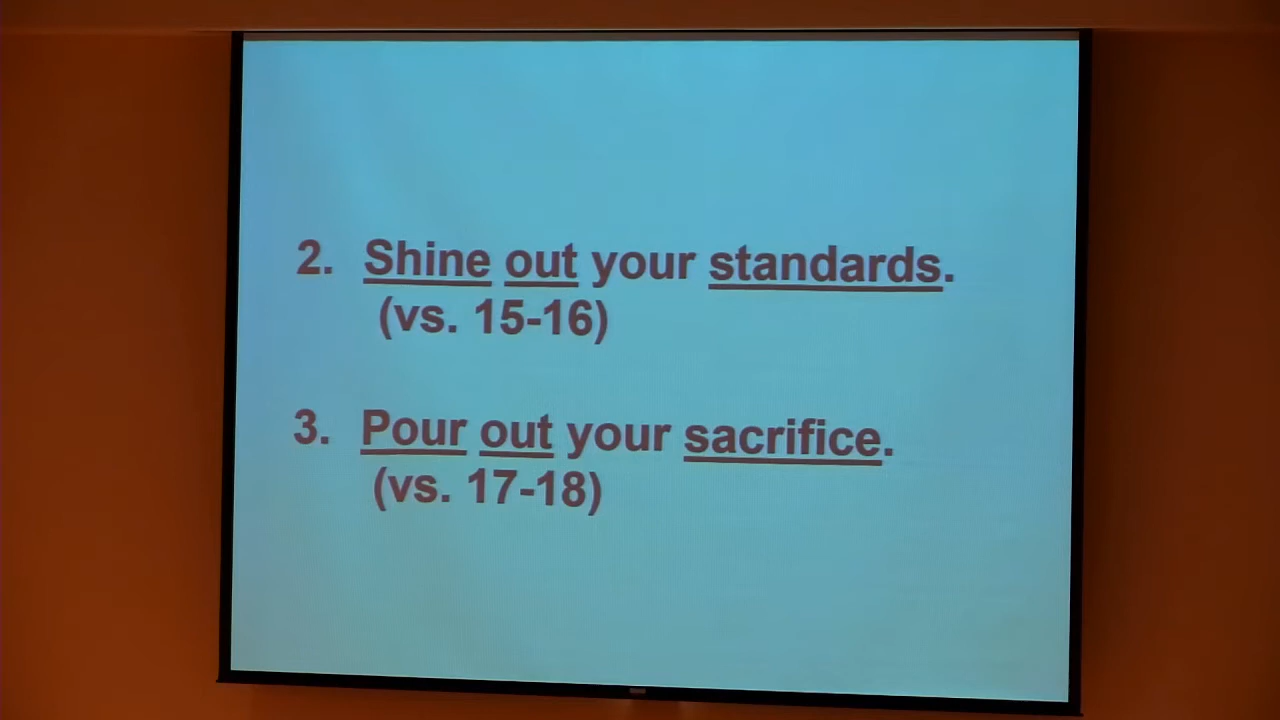 2. Shine out your standards.
(vs. 15-16)
3. Pour out your sacrifice.
(vs. 17-18)